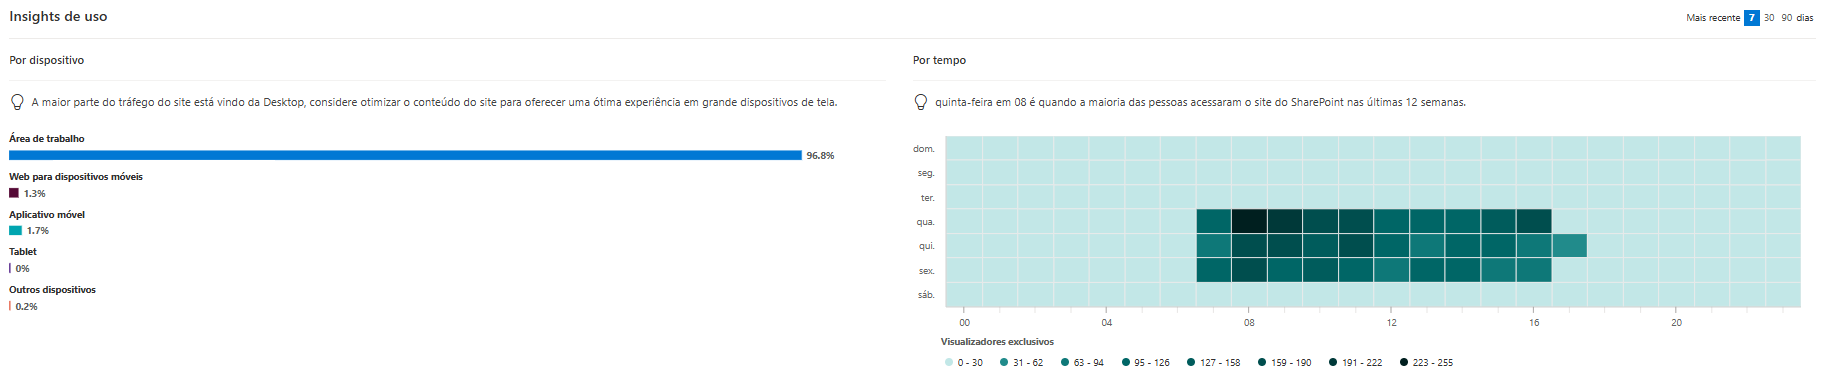 Insights de uso
Mais recente 7 30 90 dias
Por dispositivo
A maior parte do tráfego do site está vindo da Desktop, considere otimizar o conteúdo do site para oferecer uma ótima experiência em grande dispositivos de tela.
Área de trabalho
96.8%
Web para dispositivos móveis
1.3%
Aplicativo móvel
1.7%
Tablet
0%
Outros dispositivos
0.2%
Por tempo
quinta-feira em 08 é quando a maioria das pessoas acessaram o site do SharePoint nas últimas 12 semanas.
dom.
seg.
ter.
qua.
qui.
sex.
sáb.
00 04 08 12 16 20
Visualizadores exclusivos
0 - 30 31 - 62 63 - 94 95 - 126 127 - 158 159 - 190 191 - 222 223 - 255